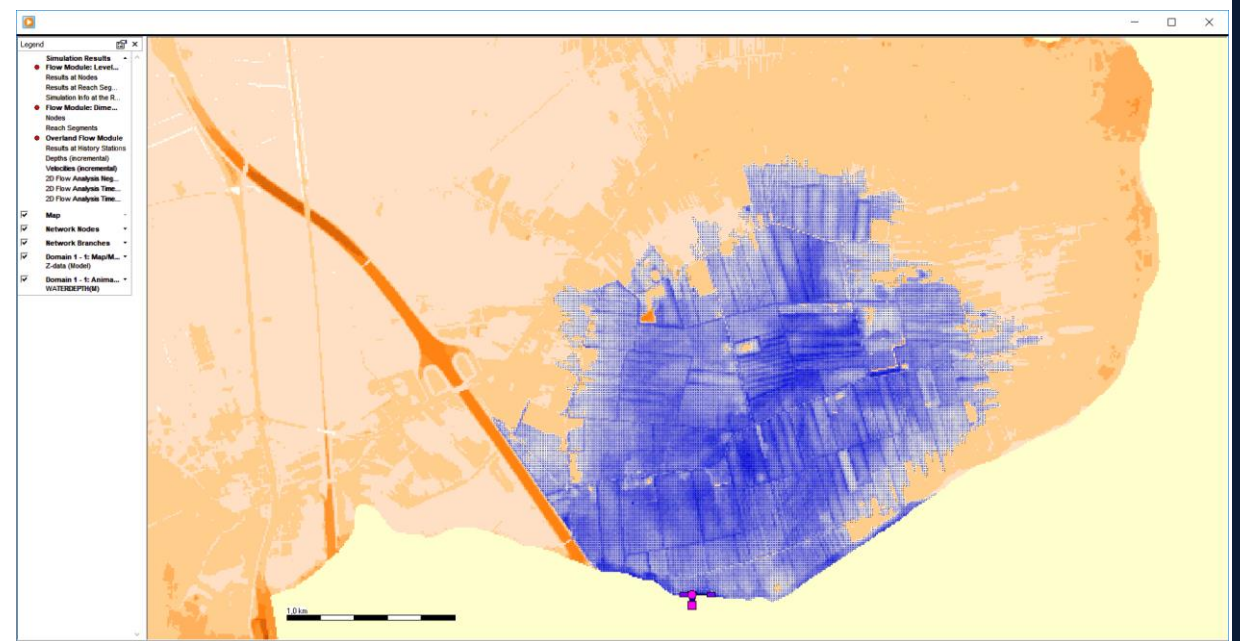 Legend
Simulation Results
Flow Module: Level...
Results at Nodes
Results at Reach Seg...
Simulation Info at the R...
Flow Module: Dime...
Nodes
Reach Segments
Overland Flow Module
Results at History Stations
Depths (incremental)
Velocities (incremental)
2D Flow Analysis Neg...
2D Flow Analysis Time...
2D Flow Analysis Time...
Map
Network Nodes
Network Branches
Domain 1 - 1: Map/M...
Z-data (Model)
Domain 1 - 1: Anima...
WATERDEPTH(M)
1,0 km